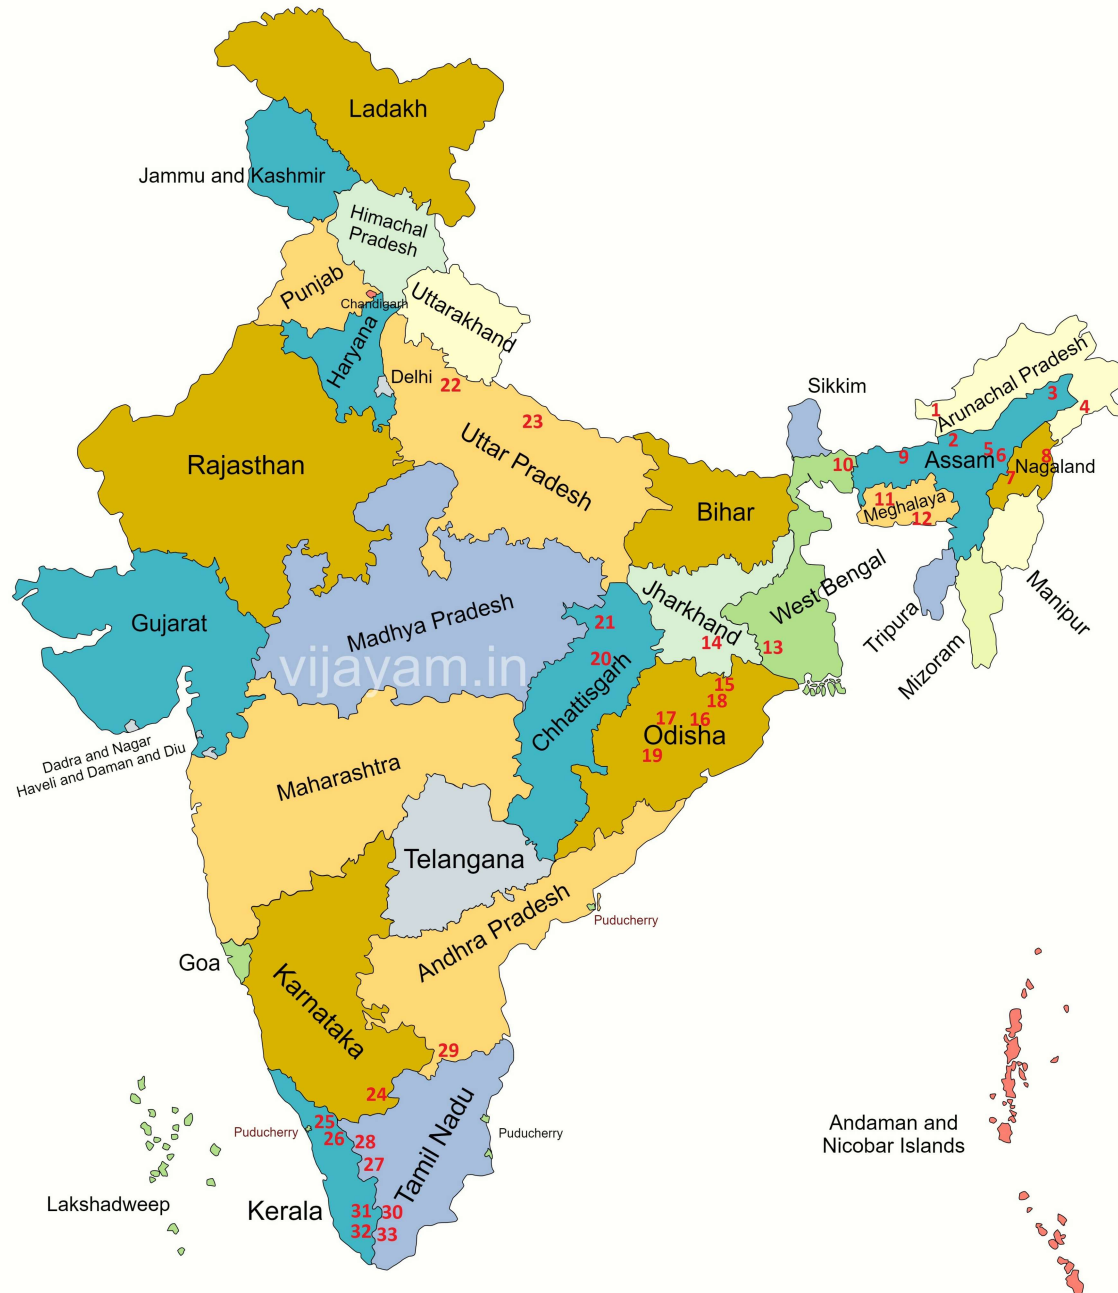 Ladakh
Jammu and Kashmir
Himachal
Pradesh
Punjab
Chandigarh
Uttarakhand
Haryana
Delhi
22
23
Sikkim
Arunachal Pradesh
1
3
4
2
5
6
7
8
9
10
Assam
Nagaland
11
Meghalaya
12
Rajasthan
Uttar Pradesh
Bihar
Gujarat
Madhya Pradesh
Jharkhand
14
West Bengal
13
Tripura
Mizoram
Manipur
vijayam.in
21
20
Chhattisgarh
15
18
17
16
Odisha
19
Dadra and Nagar
Haveli and Daman and Diu
Maharashtra
Telangana
Andhra Pradesh
Puducherry
Goa
Karnataka
29
24
25
26
28
27
Puducherry
Tamil Nadu
Puducherry
Andaman and
Nicobar Islands
Lakshadweep
Kerala
31
30
32
33